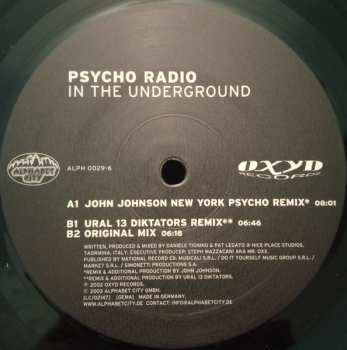 PSYCHO RADIO
IN THE UNDERGROUND
ALPHABET
CITY
OXYD
RECORDS
ALPH 0029-6
A1 JOHN JOHNSON NEW YORK PSYCHO REMIX* 08:01
B1 URAL 13 DIKTATORS REMIX** 06:46
B2 ORIGINAL MIX 06:18
WRITTEN, PRODUCED & MIXED BY DANIELE TIGNINO & PAT LEGATO @ NICE PLACE STUDIOS,
TAORMINA, ITALY. EXECUTIVE PRODUCER: STEPH MAZZACANI AKA MR. OXX.
PUBLISHED BY NATIONAL RECORD ED. MUSICALI S.R.L. / DO IT YOURSELF MUSIC GROUP S.R.L. /
MARKET S.R.L. / SIMONETTI PRODUCTIONS S.A.
*REMIX & ADDITIONAL PRODUCTION BY JOHN JOHNSON.
**REMIX & ADDITIONAL PRODUCTION BY URAL 13 DIKTATORS.
℗ 2002 OXYD RECORDS.
© 2003 ALPHABET CITY GMBH.
[LC/02147] [GEMA] MADE IN GERMANY.
WWW.ALPHABETCITY.DE CONTACT: INFO@ALPHABETCITY.DE